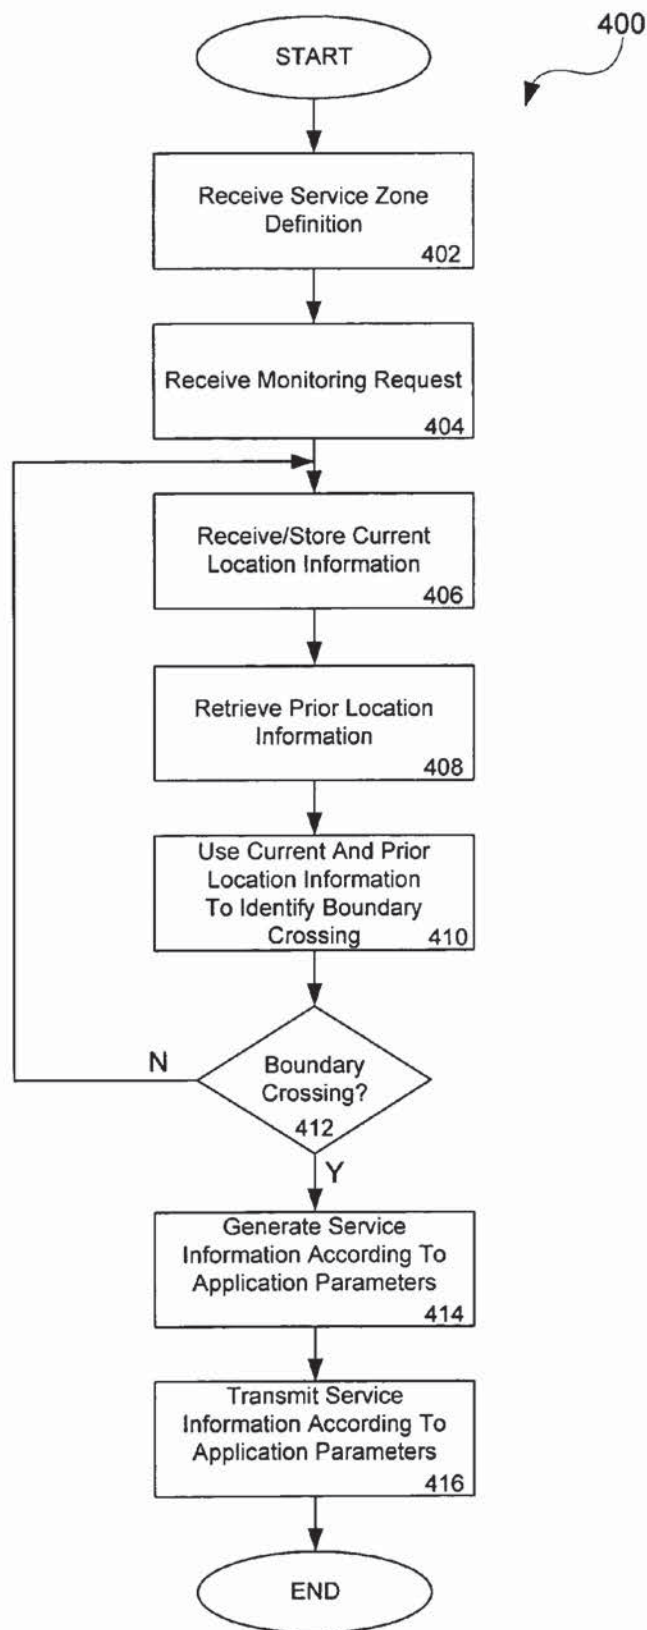 400
START
Receive Service Zone
Definition
402
Receive Monitoring Request
404
Receive/Store Current
Location Information
406
Retrieve Prior Location
Information
408
Use Current And Prior
Location Information
To Identify Boundary
Crossing
410
N
Boundary
Crossing?
412
Y
Generate Service
Information According To
Application Parameters
414
Transmit Service
Information According To
Application Parameters
416
END